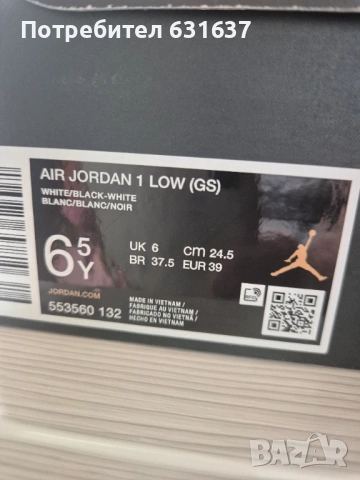 Потребител 631637
AIR JORDAN 1 LOW (GS)
WHITE/BLACK-WHITE
BLANC/BLANC/NOIR
6 5 Y
UK 6 cm 24.5
BR 37.5 EUR 39
JORDAN.COM
553560 132
MADE IN VIETNAM /
FABRIQUÉ AU VIETNAM /
FABRICADO NO VIETNÃ /
HECHO EN VIETNAM
BAZAR